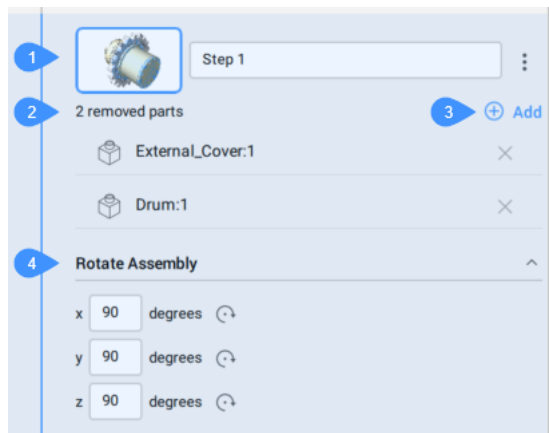 1
Step 1
2
2 removed parts
3
Add
External_Cover:1
Drum:1
4
Rotate Assembly
x 90 degrees
y 90 degrees
z 90 degrees